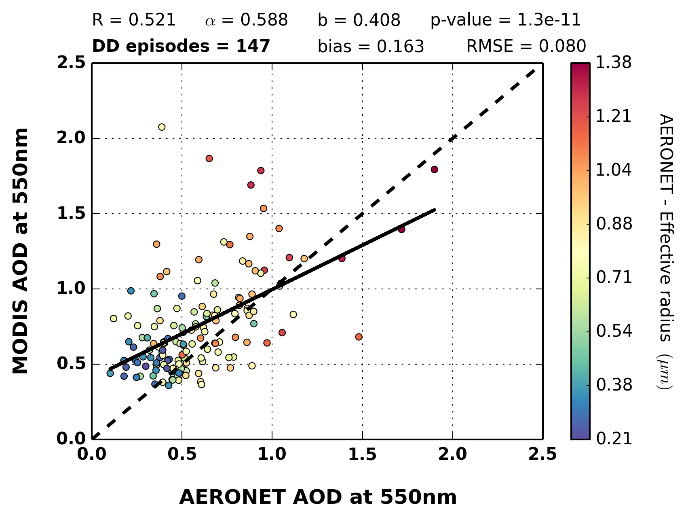 R = 0.521 α = 0.588 b = 0.408 p-value = 1.3e-11
DD episodes = 147 bias = 0.163 RMSE = 0.080
2.5
2.0
1.5
1.0
0.5
0.0
MODIS AOD at 550nm
0.0 0.5 1.0 1.5 2.0 2.5
AERONET AOD at 550nm
1.38
1.21
1.04
0.88
0.71
0.54
0.38
0.21
AERONET - Effective radius (μm)